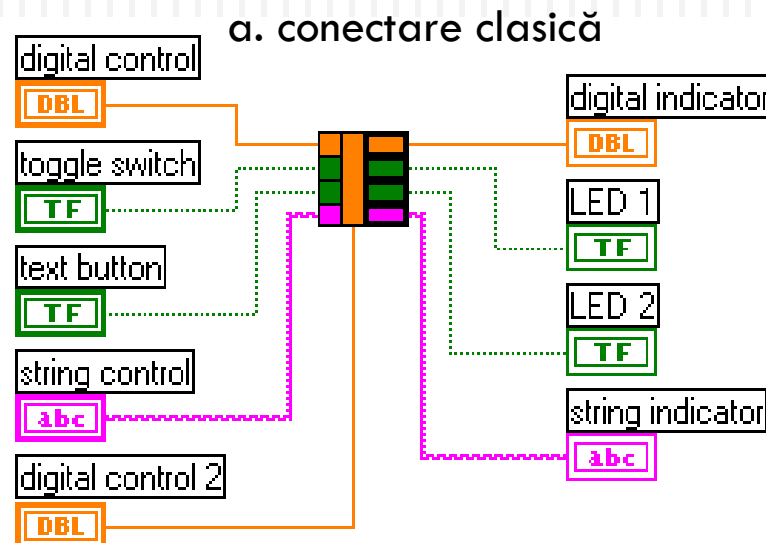 a. conectare clasică
digital control
DBL
toggle switch
TF
text button
TF
string control
abc
digital control 2
DBL
digital indicator
DBL
LED 1
TF
LED 2
TF
string indicator
abc